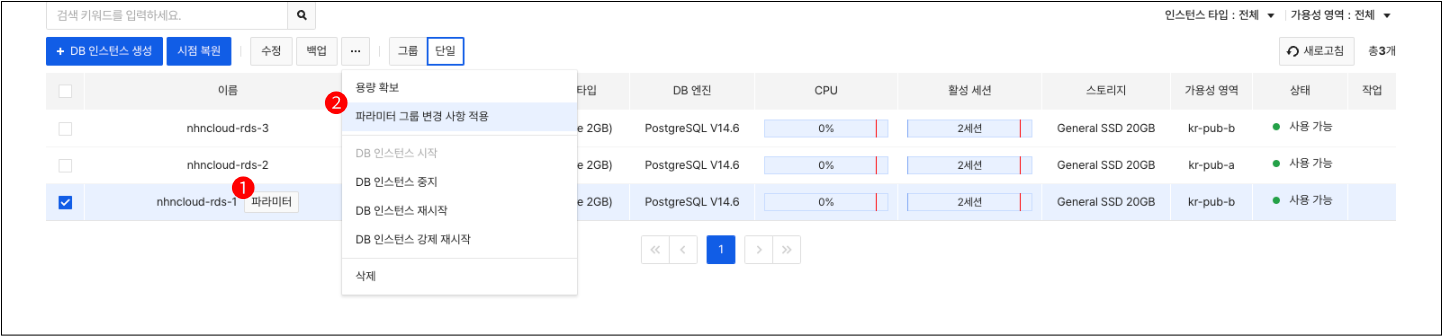 검색 키워드를 입력하세요. 인스턴스 타입 : 전체 가용성 영역 : 전체
+ DB 인스턴스 생성 시점 복원 수정 백업 ... 그룹 단일 새로고침 총3개
이름 타입 DB 엔진 CPU 활성 세션 스토리지 가용성 영역 상태 작업
용량 확보
2 파라미터 그룹 변경 사항 적용
nhncloud-rds-3 e 2GB) PostgreSQL V14.6 0% 2세션 General SSD 20GB kr-pub-b 사용 가능
DB 인스턴스 시작
nhncloud-rds-2 e 2GB) PostgreSQL V14.6 0% 2세션 General SSD 20GB kr-pub-a 사용 가능
DB 인스턴스 중지
1
nhncloud-rds-1 파라미터 e 2GB) PostgreSQL V14.6 0% 2세션 General SSD 20GB kr-pub-b 사용 가능
DB 인스턴스 재시작
DB 인스턴스 강제 재시작
« ‹ 1 › »
삭제